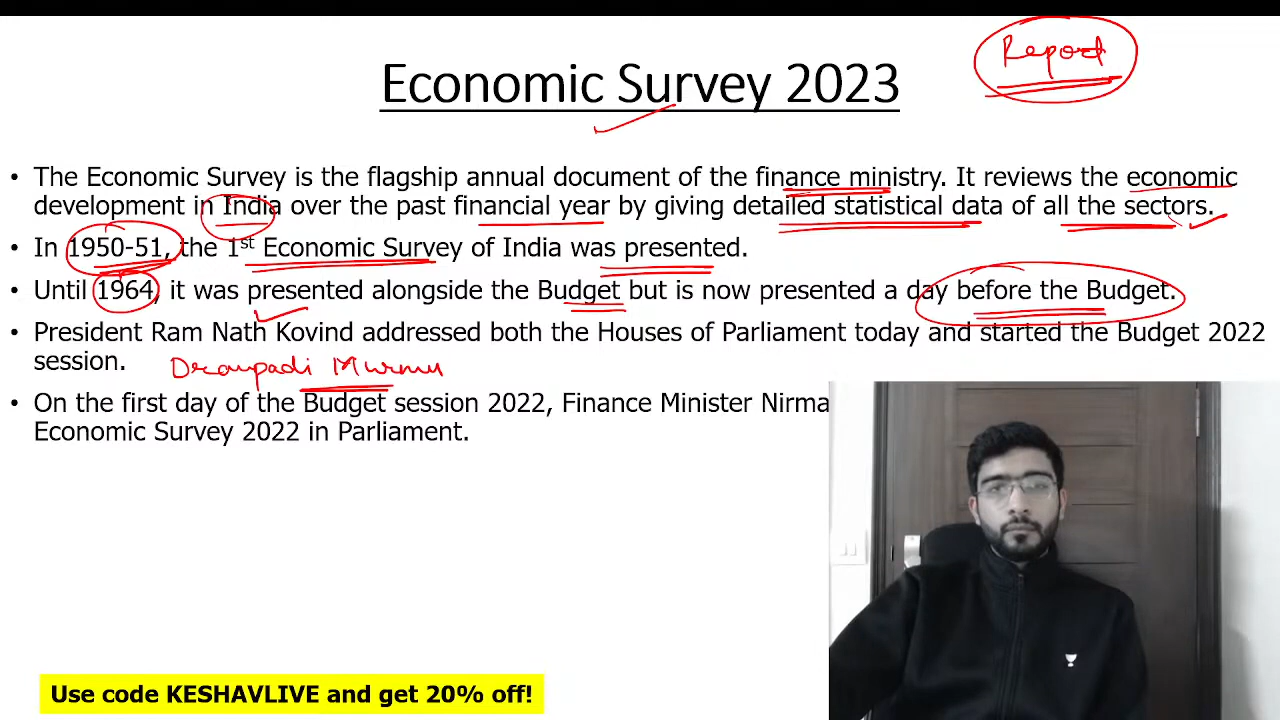 Report
Economic Survey 2023
• The Economic Survey is the flagship annual document of the finance ministry. It reviews the economic
development in India over the past financial year by giving detailed statistical data of all the sectors.
• In 1950-51, the 1st Economic Survey of India was presented.
• Until 1964, it was presented alongside the Budget but is now presented a day before the Budget.
• President Ram Nath Kovind addressed both the Houses of Parliament today and started the Budget 2022
session.
Draupadi Murmu
• On the first day of the Budget session 2022, Finance Minister Nirma
Economic Survey 2022 in Parliament.
Use code KESHAVLIVE and get 20% off!